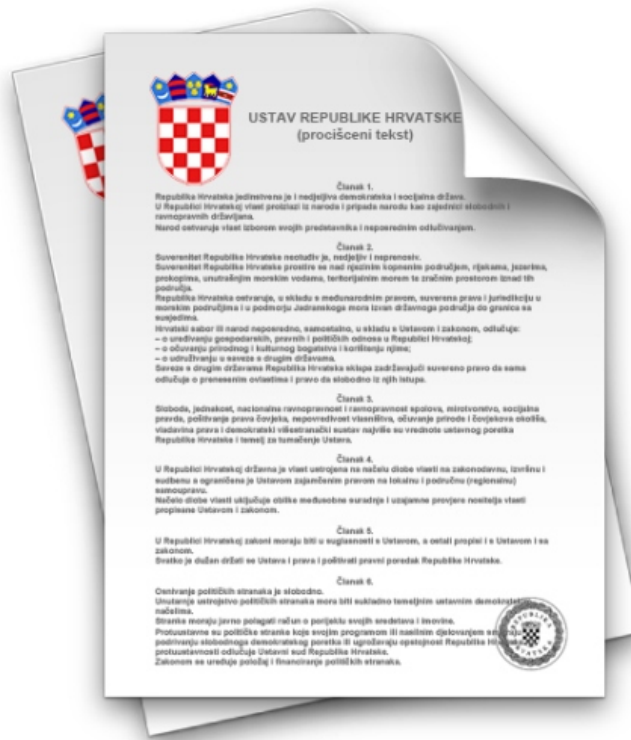 USTAV REPUBLIKE HRVATSKE
(procišceni tekst)
Članak 1.
Republika Hrvatska jedinstvena je i nedjeljiva demokratska i socijalna država.
U Republici Hrvatskoj vlast proizlazi iz naroda i pripada narodu kao zajednici slobodnih i
ravnopravnih državljana.
Narod ostvaruje vlast izborom svojih predstavnika i neposrednim odlučivanjem.
Članak 2.
Suverenitet Republike Hrvatske neotuđiv je, nedjeljiv i neprenosiv.
Suverenitet Republike Hrvatske prostire se nad njezinim kopnenim područjem, rijekama, jezerima,
prokopima, unutrašnjim morskim vodama, teritorijalnim morem te zračnim prostorom iznad tih
područja.
Republika Hrvatska ostvaruje, u skladu s međunarodnim pravom, suverena prava i jurisdikciju u
morskim područjima i u podmorju Jadranskoga mora izvan državnoga područja do granica sa
susjedima.
Hrvatski sabor ili narod neposredno, samostalno, u skladu s Ustavom i zakonom, odlučuje:
– o uređivanju gospodarskih, pravnih i političkih odnosa u Republici Hrvatskoj;
– o očuvanju prirodnog i kulturnog bogatstva i korištenju njime;
– o udruživanju u saveze s drugim državama.
Saveze s drugim državama Republika Hrvatska sklapa zadržavajući suvereno pravo da sama
odlučuje o prenesenim ovlastima i pravo da slobodno iz njih istupa.
Članak 3.
Sloboda, jednakost, nacionalna ravnopravnost i ravnopravnost spolova, mirotvorstvo, socijalna
pravda, poštivanje prava čovjeka, nepovredivost vlasništva, očuvanje prirode i čovjekova okoliša,
vladavina prava i demokratski višestranački sustav najviše su vrednote ustavnog poretka
Republike Hrvatske i temelj za tumačenje Ustava.
Članak 4.
U Republici Hrvatskoj državna je vlast ustrojena na načelu diobe vlasti na zakonodavnu, izvršnu i
sudbenu a ograničena je Ustavom zajamčenim pravom na lokalnu i područnu (regionalnu)
samoupravu.
Načelo diobe vlasti uključuje oblike međusobne suradnje i uzajamne provjere nositelja vlasti
propisane Ustavom i zakonom.
Članak 5.
U Republici Hrvatskoj zakoni moraju biti u suglasnosti s Ustavom, a ostali propisi i s Ustavom i sa
zakonom.
Svatko je dužan držati se Ustava i prava i poštivati pravni poredak Republike Hrvatske.
Članak 6.
Osnivanje političkih stranaka je slobodno.
Unutarnje ustrojstvo političkih stranaka mora biti sukladno temeljnim ustavnim demokratskim
načelima.
Stranke moraju javno polagati račun o porijeklu svojih sredstava i imovine.
Protuustavne su političke stranke koje svojim programom ili nasilnim djelovanjem smjeraju
podrivanju slobodnoga demokratskog poretka ili ugrožavaju opstojnost Republike
protuustavnosti odlučuje Ustavni sud Republike Hrvatske.
Zakonom se uređuje položaj i financiranje političkih stranaka.
REPUBLIKA
HRVATSKA